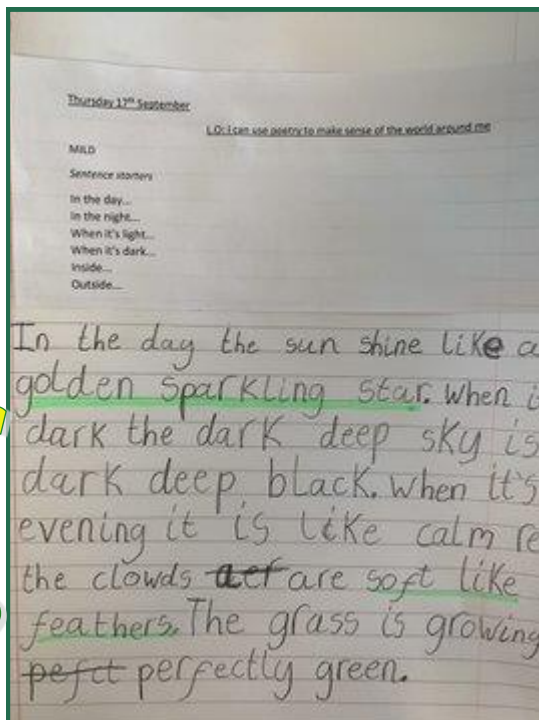 Thursday 17th September
LO: I can use poetry to make sense of the world around me
MILD
Sentence starters
In the day...
In the night...
When it's light...
When it's dark...
Inside...
Outside...
In the day the sun shine like a
golden sparkling star. When i
dark the dark deep sky is
dark deep black. When it's
evening it is like calm re
the clowds are soft like
feathers. The grass is growing
perfectly green.